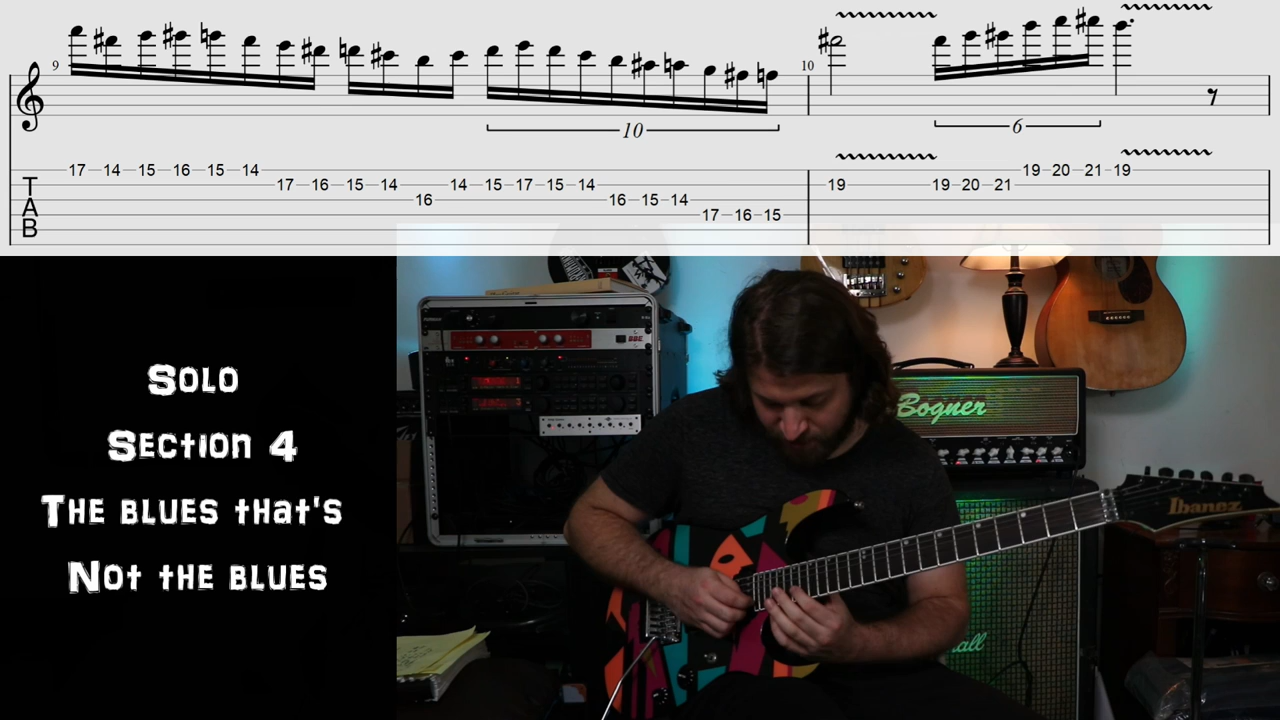 9
10
10
6
17 14 15 16 15 14 17 16 15 14 16 14 15 17 15 14 16 15 14 17 16 15
19 19 20 21 19 20 21 19
T
A
B
Solo
Section 4
The blues that's
Not the blues
BBE
Bogner
Ibanez